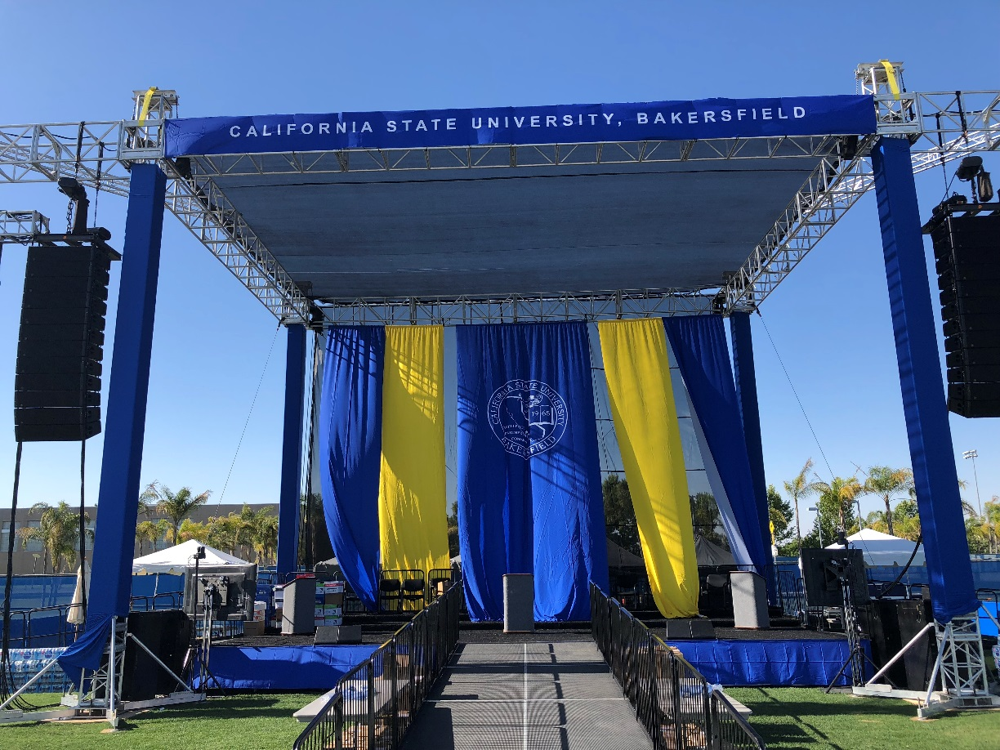 CALIFORNIA STATE UNIVERSITY, BAKERSFIELD
CALIFORNIA STATE UNIVERSITY
1965
BAKERSFIELD